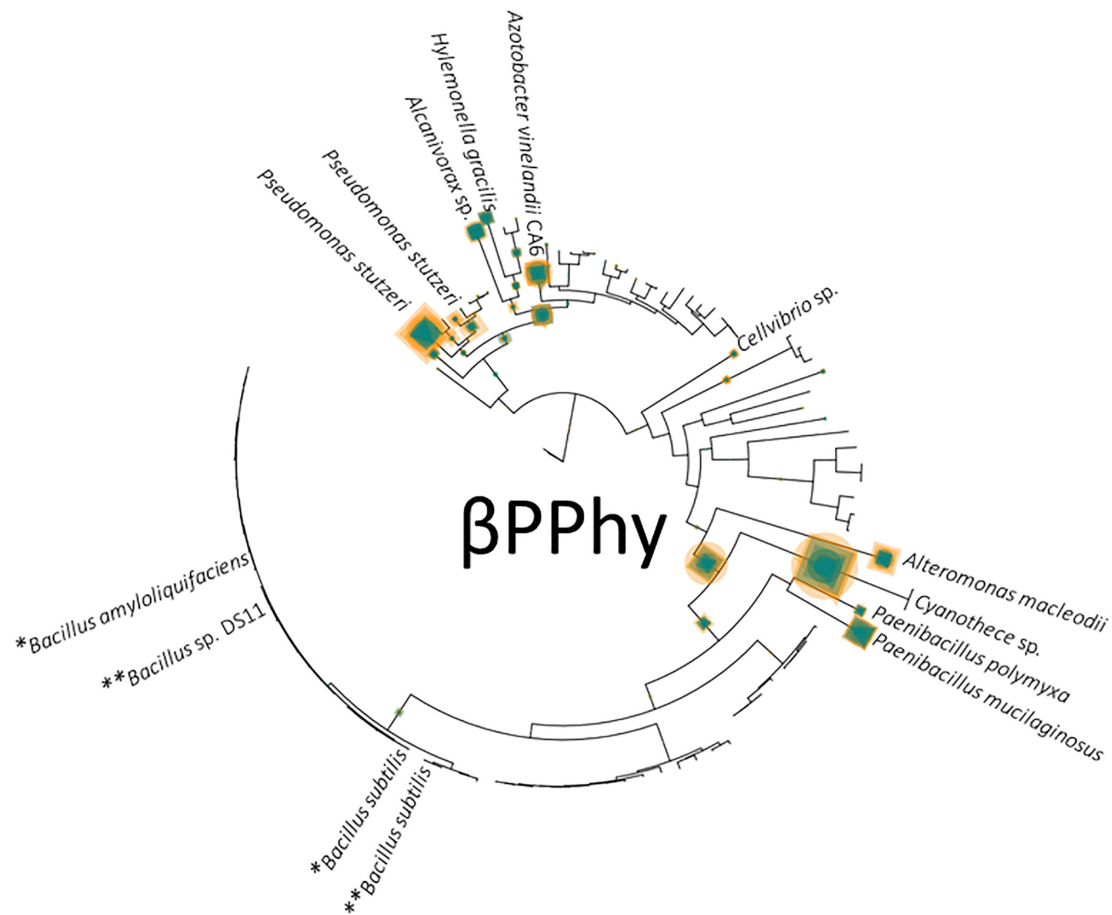 Azotobacter vinelandii CA6
Hylemonella gracilis
Alcanivorax sp.
Pseudomonas stutzeri
Pseudomonas stutzeri
Cellvibrio sp.
βPPhy
Alteromonas macleodii
Cyanothece sp.
Paenibacillus polymyxa
Paenibacillus mucilaginosus
*Bacillus amyloliquifaciens
**Bacillus sp. DS11
*Bacillus subtilis
**Bacillus subtilis